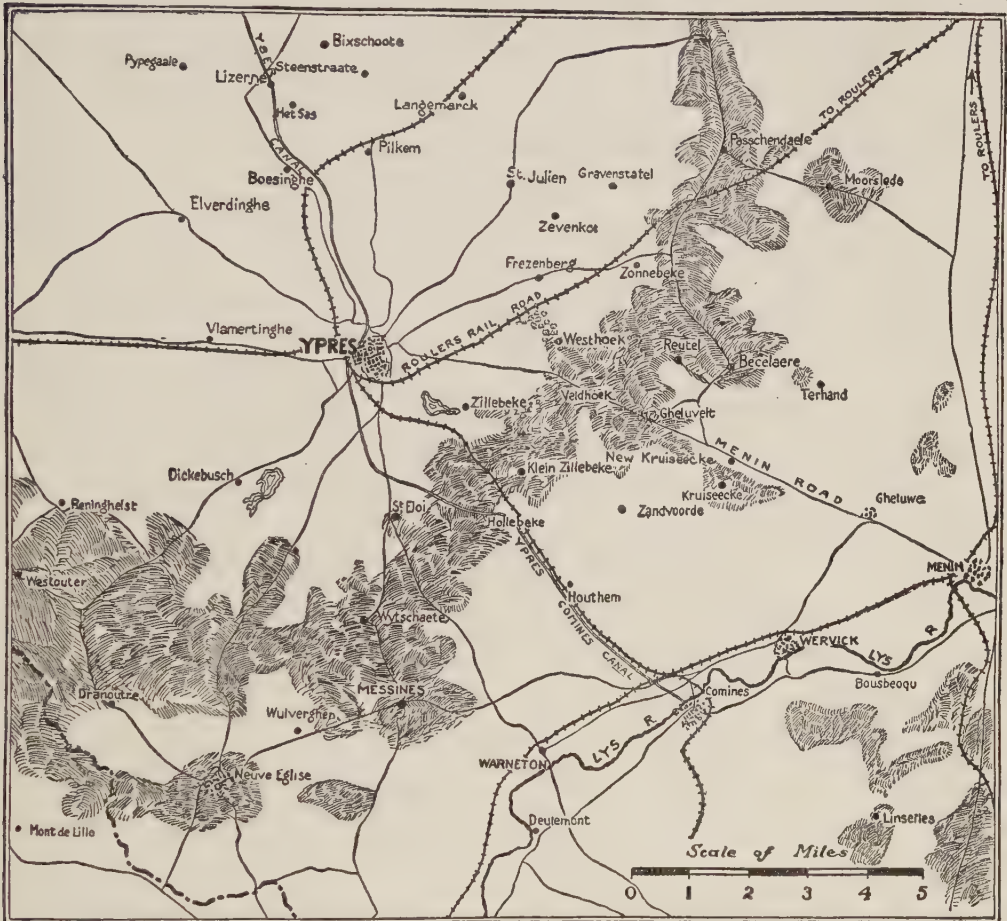 YSER
Bixschoote
Pypegaale
Steenstraate
Lizerne
Langemarck
Het Sas
CANAL
Pilkem
Boesinghe
TO ROULERS
TO ROULERS
Passchendaele
St. Julien
Gravenstafel
Moorslede
Elverdinghe
Zevenkot
Frezenberg
Zonnebeke
Vlamertinghe
YPRES
ROULERS RAIL ROAD
Westhoek
Reutel
Becelaere
Terhand
Veldhoek
Zillebeke
Gheluvelt
MENIN ROAD
New Kruiseecke
Klein Zillebeke
Kruiseecke
Dickebusch
Reninghelst
St Eloi
Hollebeke
Zandvoorde
Gheluwe
YPRES COMINES CANAL
Westouter
Houthem
MENIN
Wytschaete
WERVICK
LYS R
Bousbeoqu
Dranoutre
MESSINES
Comines
Wulverghen
LYS R.
WARNETON
Neuve Eglise
Mont de Lille
Deulemont
Linselles
Scale of Miles
0 1 2 3 4 5